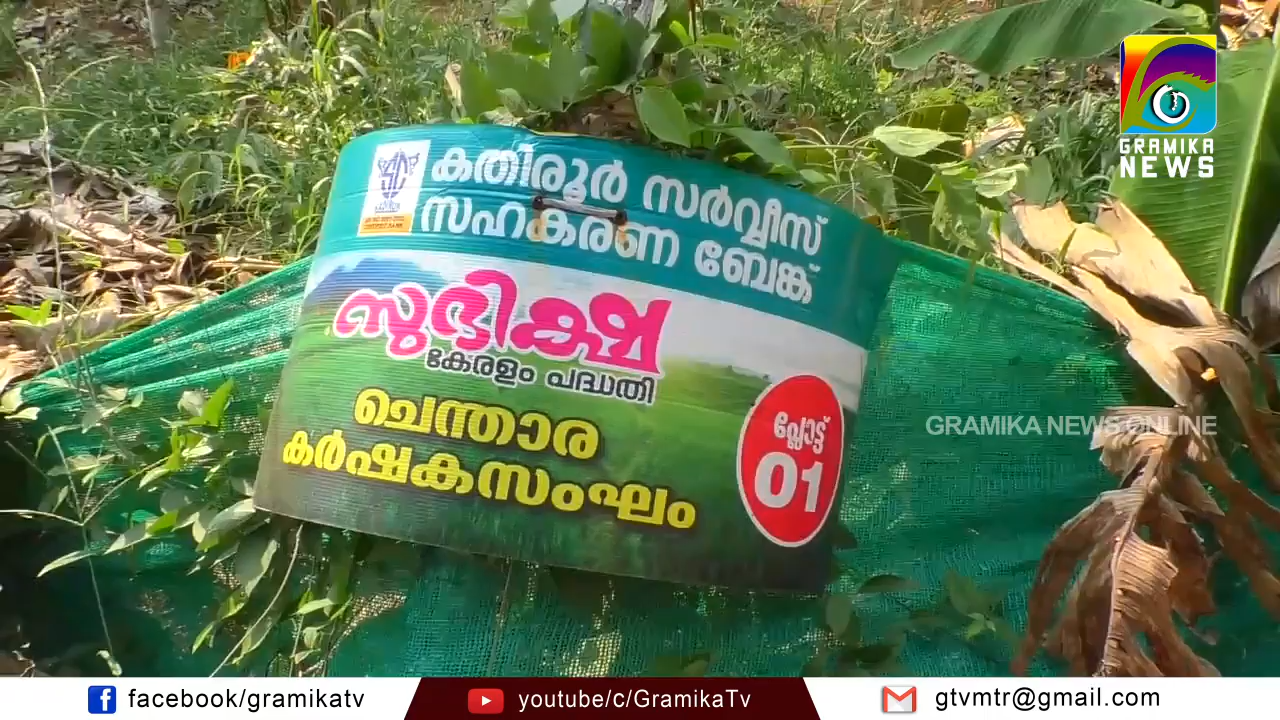 കതിരൂർ സർവ്വീസ്
സഹകരണ ബേങ്ക്
സുഭിക്ഷ
കേരളം പദ്ധതി
ചെന്താര
കർഷകസംഘം
പ്ലോട്ട്
01
GRAMIKA
NEWS
GRAMIKA NEWS ONLINE
facebook/gramikatv
youtube/c/GramikaTv
gtvmtr@gmail.com